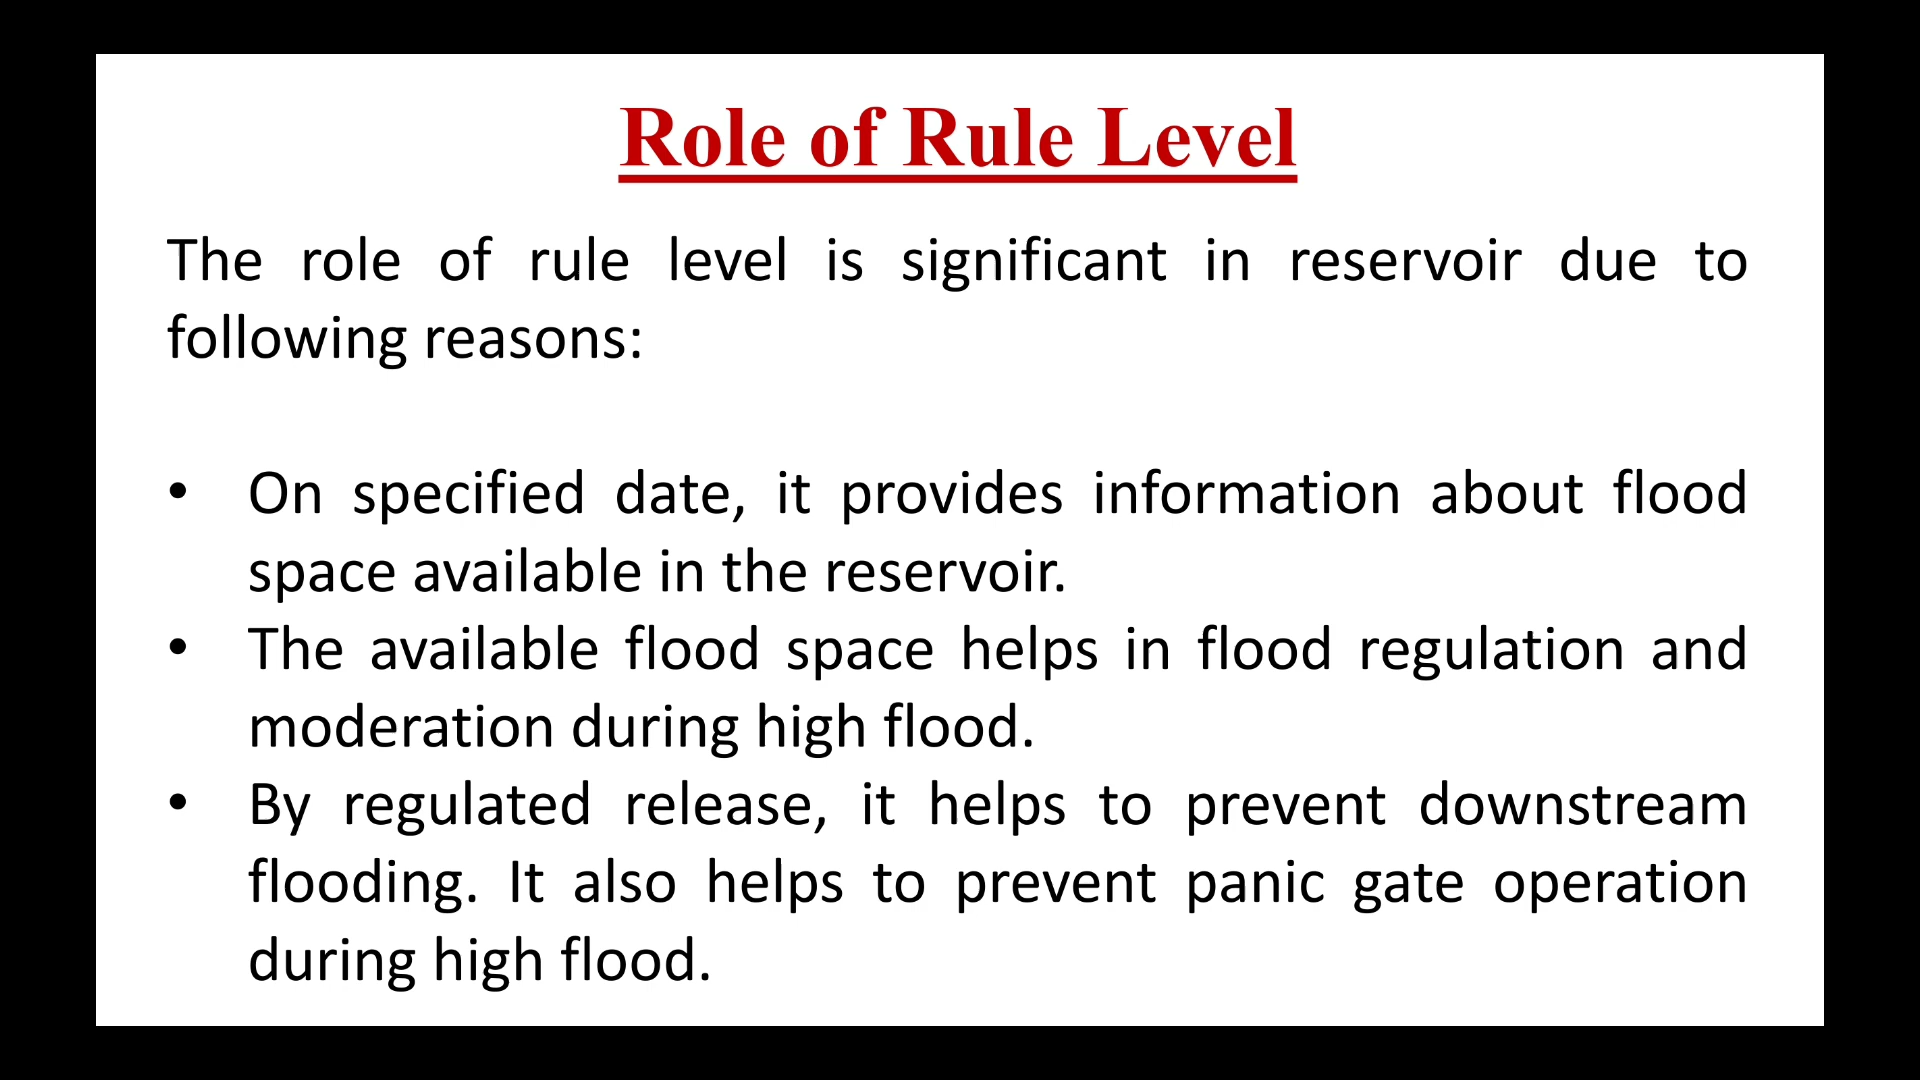 Role of Rule Level
The role of rule level is significant in reservoir due to
following reasons:
• On specified date, it provides information about flood
space available in the reservoir.
• The available flood space helps in flood regulation and
moderation during high flood.
• By regulated release, it helps to prevent downstream
flooding. It also helps to prevent panic gate operation
during high flood.